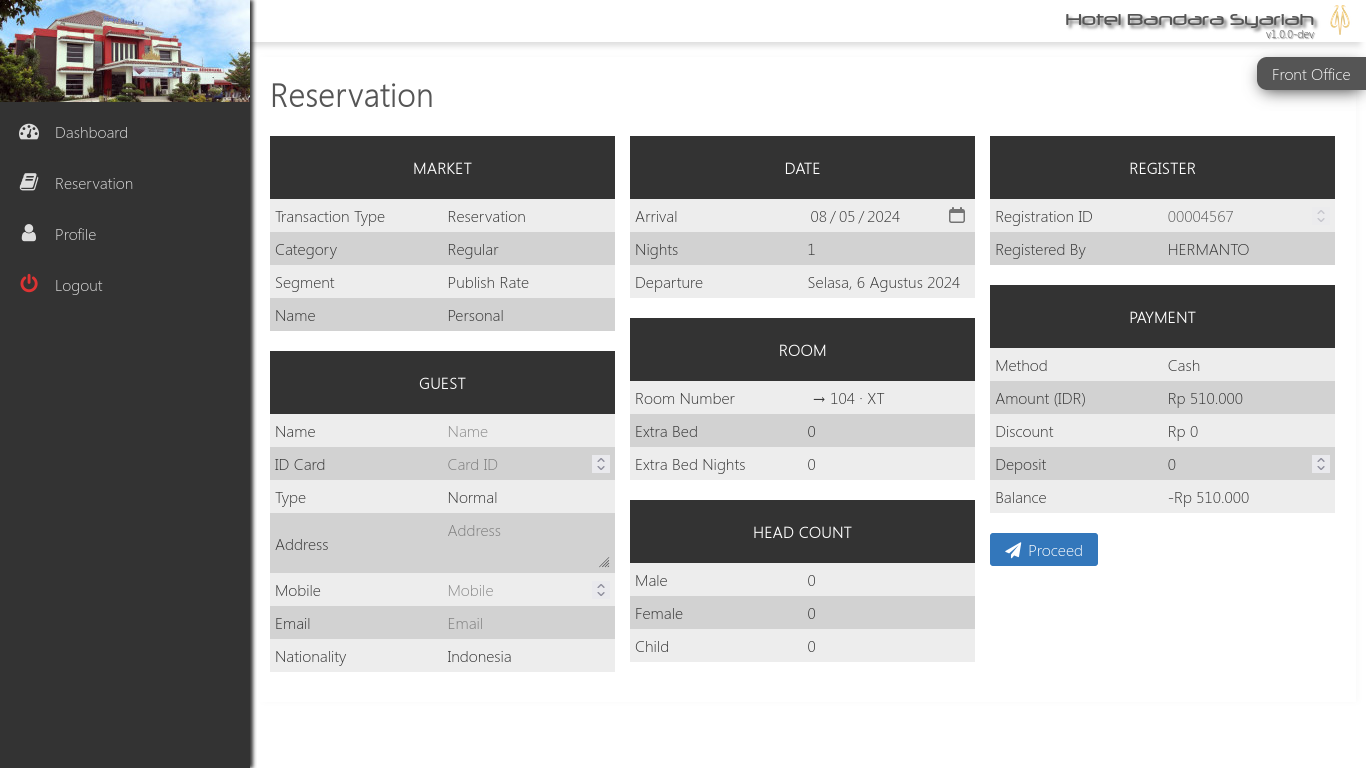 Hotel Bandara Syariah
v1.0.0-dev
Front Office
Dashboard
Reservation
Profile
Logout
Reservation
MARKET
Transaction Type Reservation
Category Regular
Segment Publish Rate
Name Personal
GUEST
Name Name
ID Card Card ID
Type Normal
Address Address
Mobile Mobile
Email Email
Nationality Indonesia
DATE
Arrival 08 / 05 / 2024
Nights 1
Departure Selasa, 6 Agustus 2024
ROOM
Room Number → 104 · XT
Extra Bed 0
Extra Bed Nights 0
HEAD COUNT
Male 0
Female 0
Child 0
REGISTER
Registration ID 00004567
Registered By HERMANTO
PAYMENT
Method Cash
Amount (IDR) Rp 510.000
Discount Rp 0
Deposit 0
Balance -Rp 510.000
Proceed